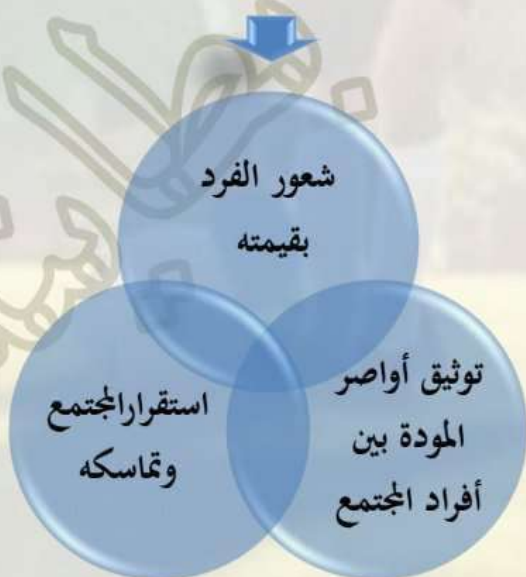 شعور الفرد
بقيمته
توثيق أواصر
المودة بين
أفراد المجتمع
استقرارالمجتمع
وتماسكه